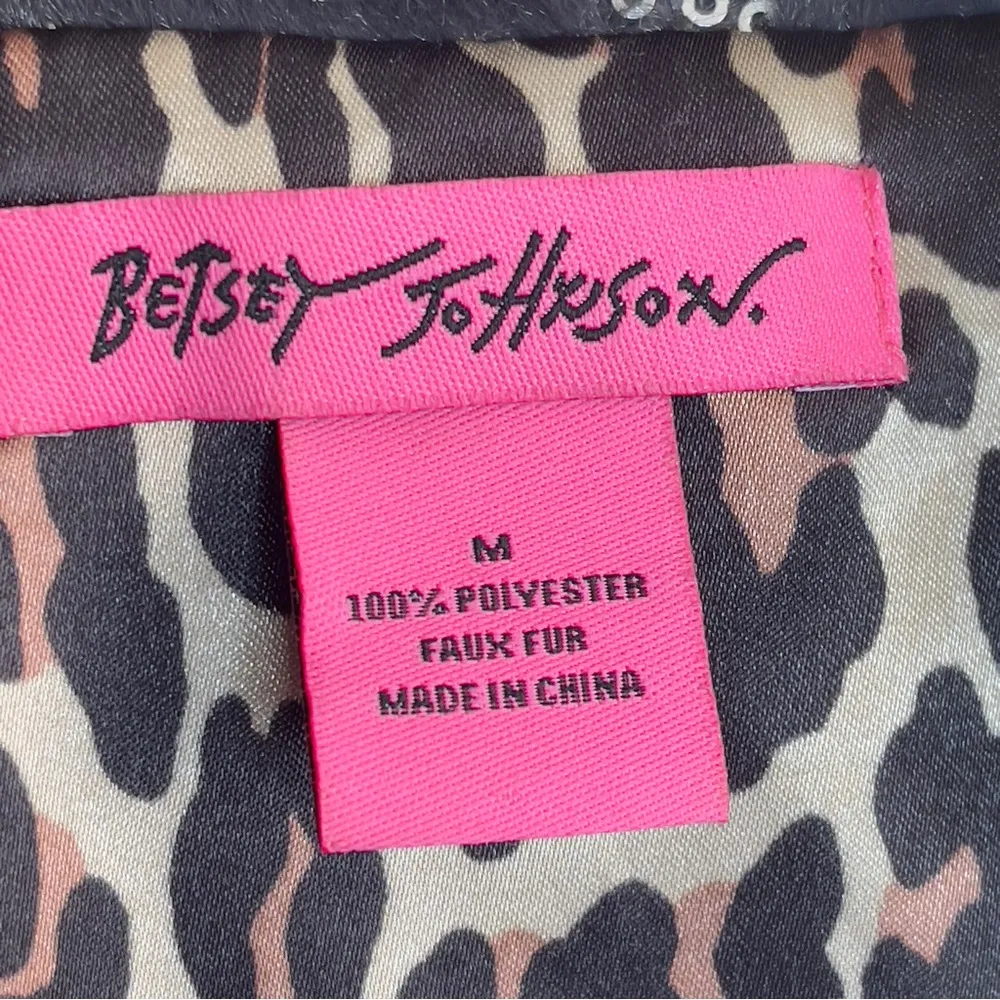 BETSEY JOHNSON.
M
100% POLYESTER
FAUX FUR
MADE IN CHINA